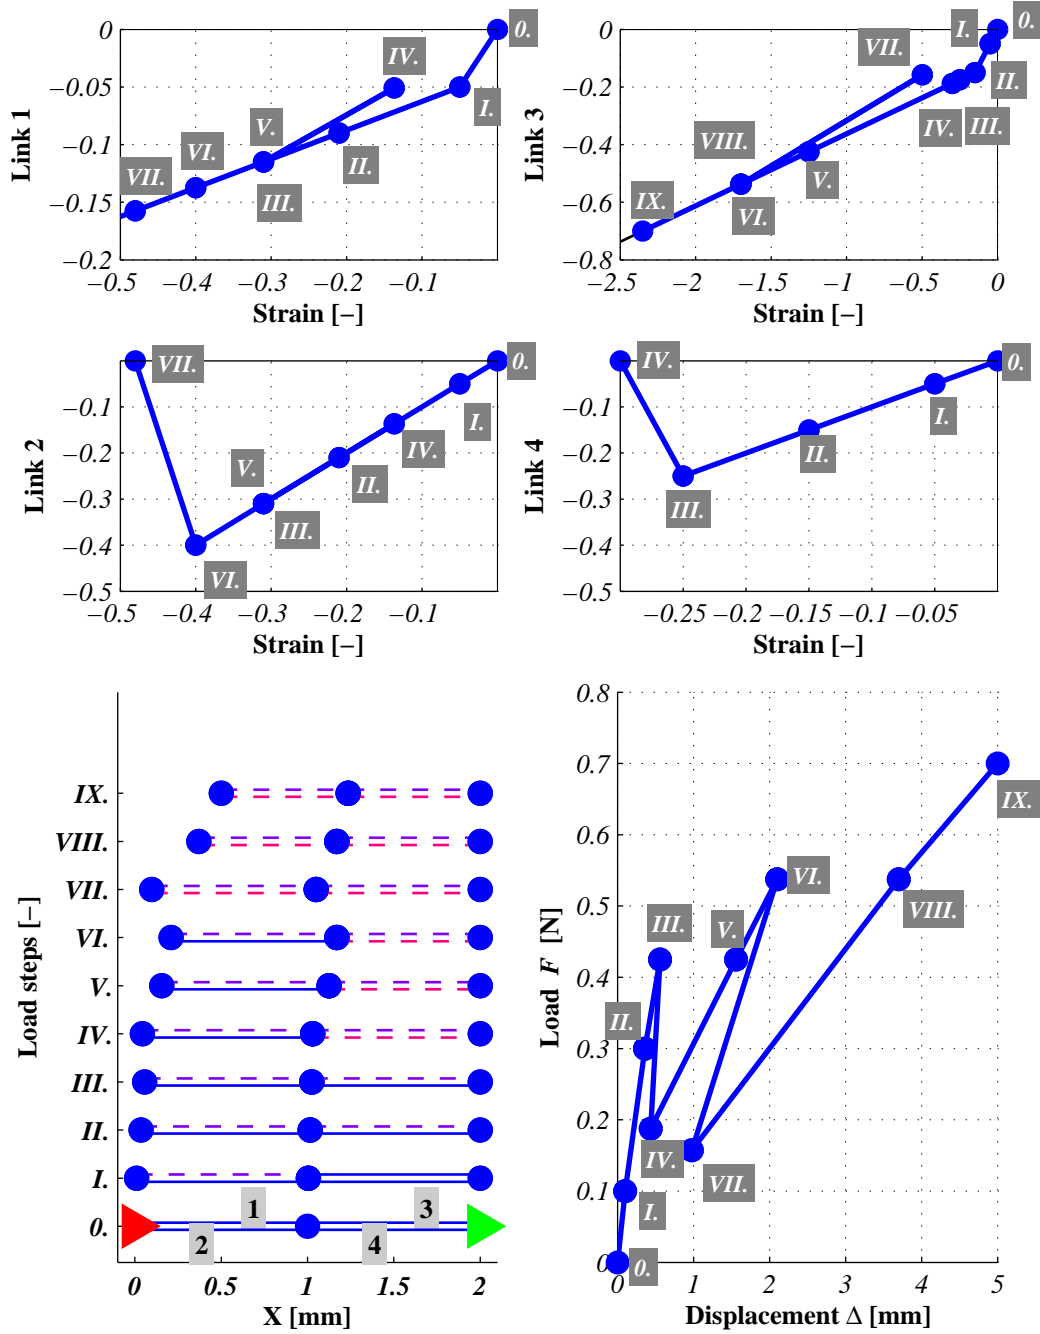 0
−0.05
−0.1
−0.15
−0.2
−0.5
−0.4
−0.3
−0.2
−0.1
Link 1
Strain [−]
0.
I.
IV.
II.
V.
III.
VI.
VII.
0
−0.2
−0.4
−0.6
−0.8
−2.5
−2
−1.5
−1
−0.5
0
Link 3
Strain [−]
0.
I.
II.
III.
IV.
VII.
V.
VIII.
VI.
IX.
−0.1
−0.2
−0.3
−0.4
−0.5
−0.5
−0.4
−0.3
−0.2
−0.1
Link 2
Strain [−]
0.
I.
IV.
II.
V.
III.
VI.
VII.
−0.1
−0.2
−0.3
−0.4
−0.5
−0.25
−0.2
−0.15
−0.1
−0.05
Link 4
Strain [−]
0.
I.
II.
III.
IV.
IX.
VIII.
VII.
VI.
V.
IV.
III.
II.
I.
0.
1
2
3
4
0
0.5
1
1.5
2
Load steps [−]
X [mm]
0.8
0.7
0.6
0.5
0.4
0.3
0.2
0.1
0
0
1
2
3
4
5
Load F [N]
Displacement Δ [mm]
0.
I.
II.
III.
IV.
V.
VI.
VII.
VIII.
IX.